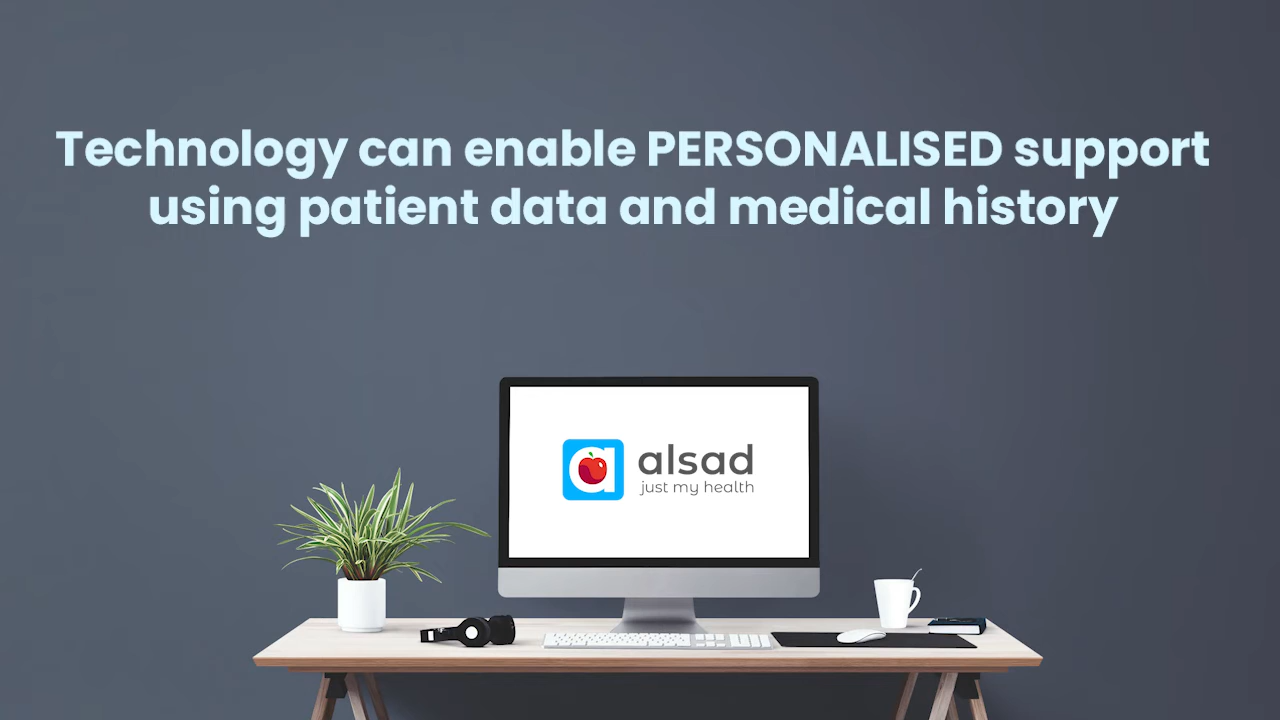 Technology can enable PERSONALISED support
using patient data and medical history
alsad
just my health